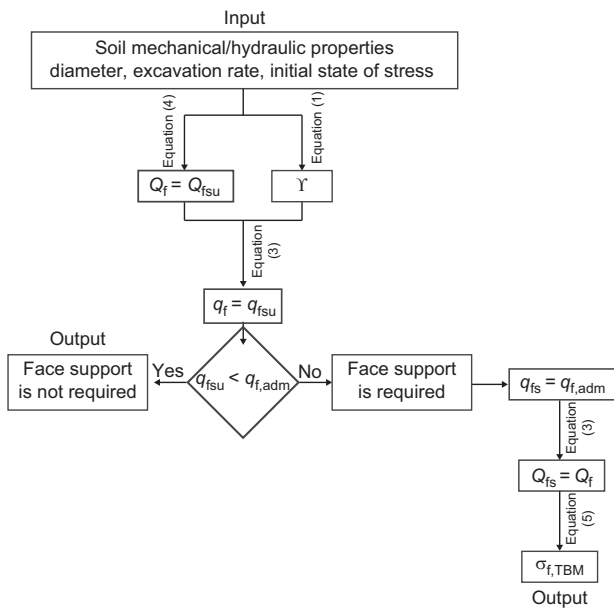 Input
Soil mechanical/hydraulic properties
diameter, excavation rate, initial state of stress
Equation (4)
Equation (1)
Q_f = Q_fsu
ϒ
Equation
(3)
q_f = q_fsu
Output
Face support
is not required
Yes
q_fsu < q_f,adm
No
Face support
is required
q_fs = q_f,adm
Equation
(3)
Q_fs = Q_f
Equation
(5)
σ_f,TBM
Output